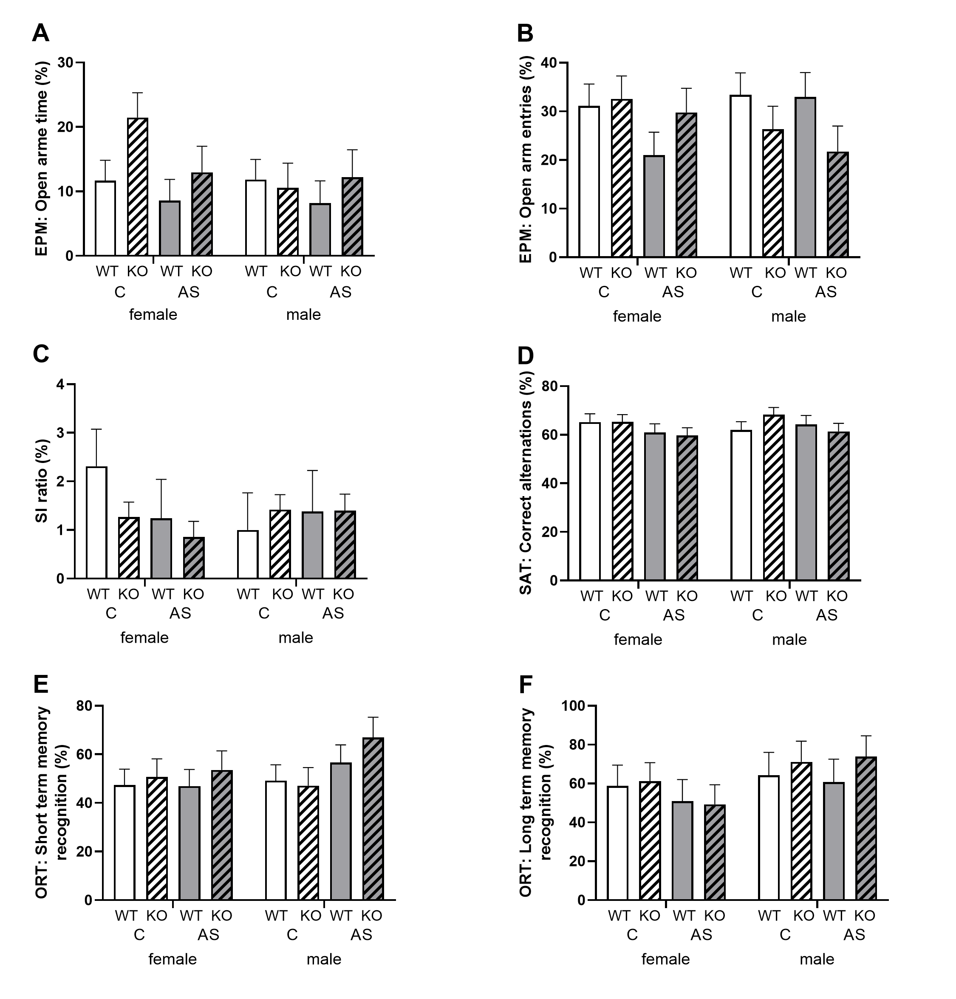 A
EPM: Open arme time (%)
30
20
10
0
WT KO WT KO WT KO WT KO
C AS C AS
female male
B
EPM: Open arm entries (%)
40
30
20
10
0
WT KO WT KO WT KO WT KO
C AS C AS
female male
C
SI ratio (%)
4
3
2
1
0
WT KO WT KO WT KO WT KO
C AS C AS
female male
D
SAT: Correct alternations (%)
80
60
40
20
0
WT KO WT KO WT KO WT KO
C AS C AS
female male
E
ORT: Short term memory
recognition (%)
80
60
40
20
0
WT KO WT KO WT KO WT KO
C AS C AS
female male
F
ORT: Long term memory
recognition (%)
100
80
60
40
20
0
WT KO WT KO WT KO WT KO
C AS C AS
female male